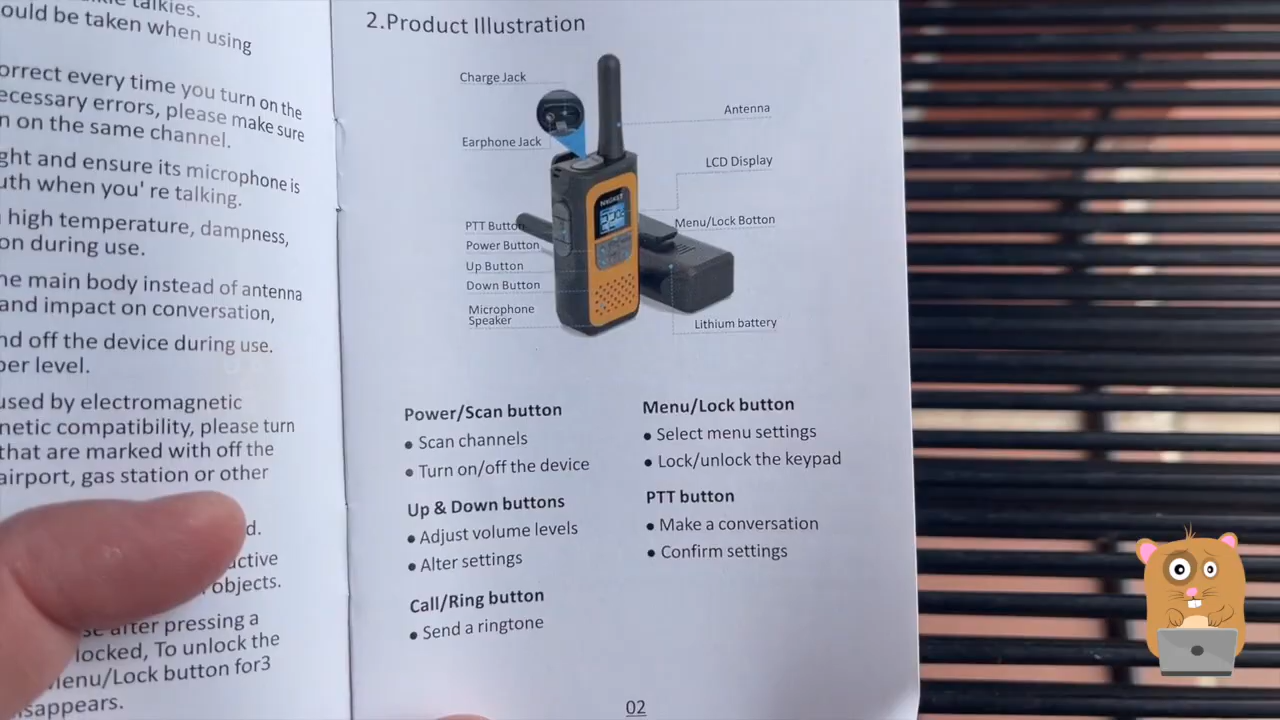 talkies.
ould be taken when using
orrect every time you turn on the
ecessary errors, please make sure
n on the same channel.
ght and ensure its microphone is
uth when you' re talking.
high temperature, dampness,
on during use.
he main body instead of antenna
and impact on conversation,
nd off the device during use.
per level.
used by electromagnetic
netic compatibility, please turn
that are marked with off the
airport, gas station or other
d.
active
objects.
se after pressing a
locked, To unlock the
Menu/Lock button for3
isappears.
2.Product Illustration
Charge Jack
Antenna
Earphone Jack
LCD Display
PTT Button
Menu/Lock Botton
Power Button
Up Button
Down Button
Microphone
Speaker
Lithium battery
Power/Scan button
• Scan channels
• Turn on/off the device
Up & Down buttons
• Adjust volume levels
• Alter settings
Call/Ring button
• Send a ringtone
Menu/Lock button
• Select menu settings
• Lock/unlock the keypad
PTT button
• Make a conversation
• Confirm settings
02